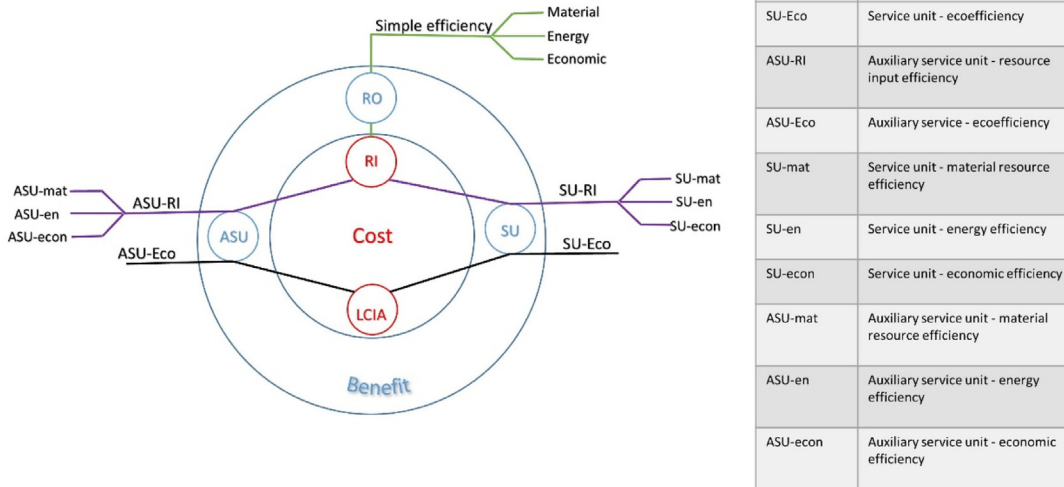 Simple efficiency
Material
Energy
Economic
RO
RI
ASU-mat
ASU-en
ASU-econ
ASU-RI
SU-RI
SU-mat
SU-en
SU-econ
ASU
Cost
SU
ASU-Eco
SU-Eco
LCIA
Benefit
SU-Eco Service unit - ecoefficiency
ASU-RI Auxiliary service unit - resource
input efficiency
ASU-Eco Auxiliary service - ecoefficiency
SU-mat Service unit - material resource
efficiency
SU-en Service unit - energy efficiency
SU-econ Service unit - economic efficiency
ASU-mat Auxiliary service unit - material
resource efficiency
ASU-en Auxiliary service unit - energy
efficiency
ASU-econ Auxiliary service unit - economic
efficiency